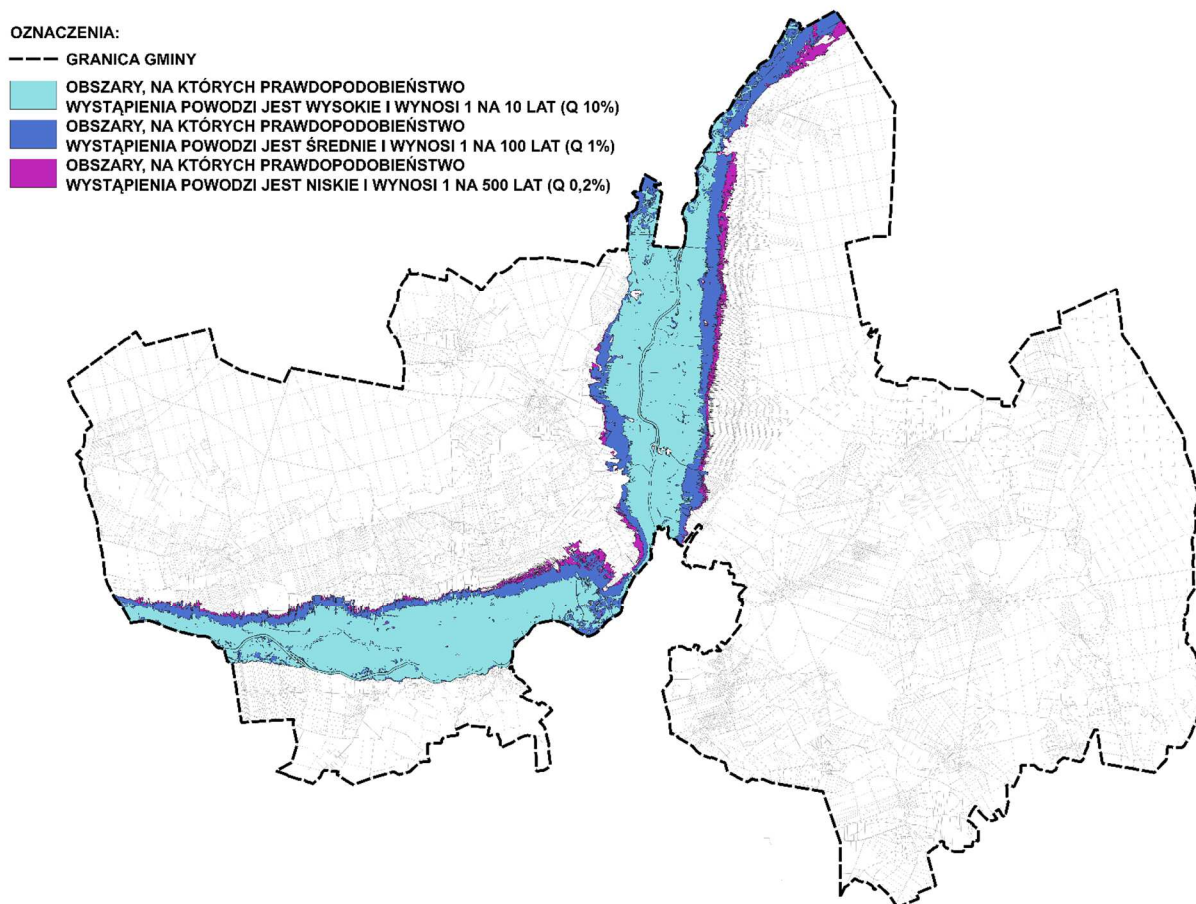 OZNACZENIA:
GRANICA GMINY
OBSZARY, NA KTÓRYCH PRAWDOPODOBIEŃSTWO
WYSTĄPIENIA POWODZI JEST WYSOKIE I WYNOSI 1 NA 10 LAT (Q 10%)
OBSZARY, NA KTÓRYCH PRAWDOPODOBIEŃSTWO
WYSTĄPIENIA POWODZI JEST ŚREDNIE I WYNOSI 1 NA 100 LAT (Q 1%)
OBSZARY, NA KTÓRYCH PRAWDOPODOBIEŃSTWO
WYSTĄPIENIA POWODZI JEST NISKIE I WYNOSI 1 NA 500 LAT (Q 0,2%)